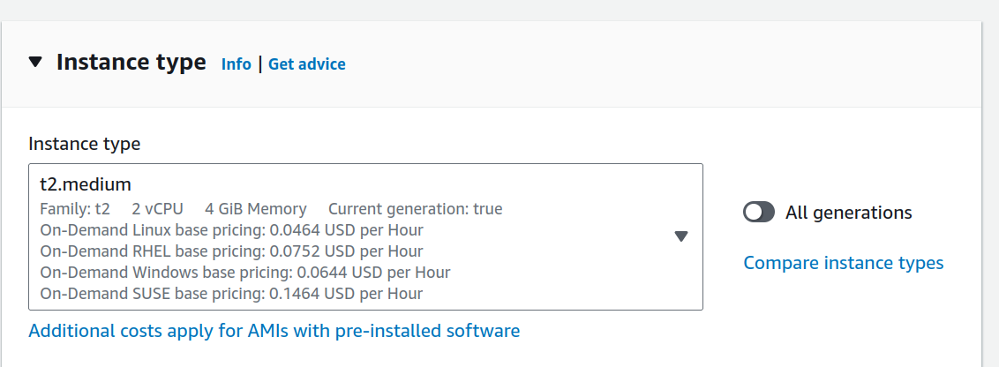 Instance type Info | Get advice
Instance type
t2.medium
Family: t2 2 vCPU 4 GiB Memory Current generation: true
On-Demand Linux base pricing: 0.0464 USD per Hour
On-Demand RHEL base pricing: 0.0752 USD per Hour
On-Demand Windows base pricing: 0.0644 USD per Hour
On-Demand SUSE base pricing: 0.1464 USD per Hour
All generations
Compare instance types
Additional costs apply for AMIs with pre-installed software